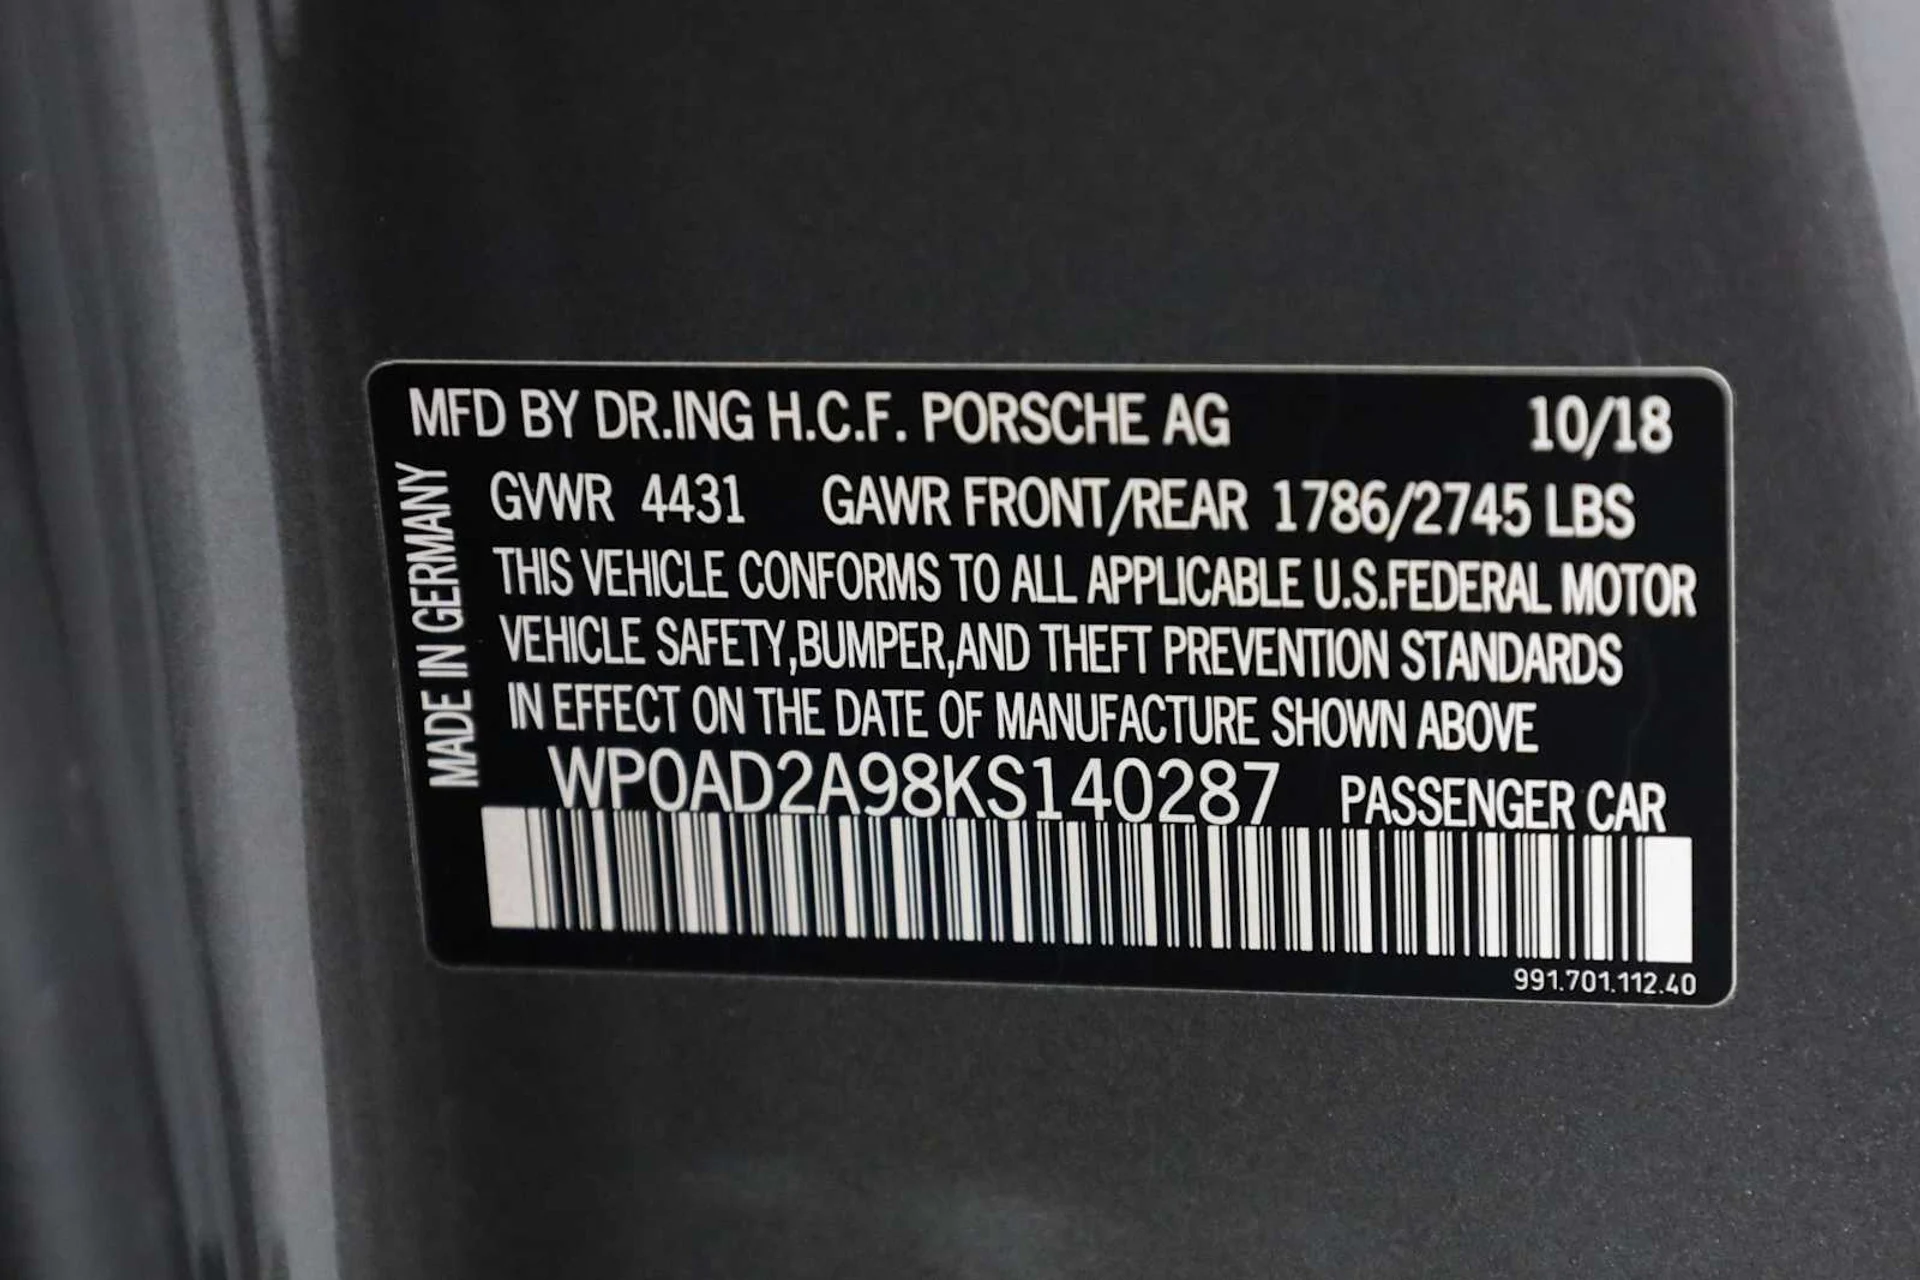 MFD BY DR.ING H.C.F. PORSCHE AG 10/18
MADE IN GERMANY
GVWR 4431 GAWR FRONT/REAR 1786/2745 LBS
THIS VEHICLE CONFORMS TO ALL APPLICABLE U.S.FEDERAL MOTOR
VEHICLE SAFETY,BUMPER,AND THEFT PREVENTION STANDARDS
IN EFFECT ON THE DATE OF MANUFACTURE SHOWN ABOVE
WP0AD2A98KS140287 PASSENGER CAR
991.701.112.40